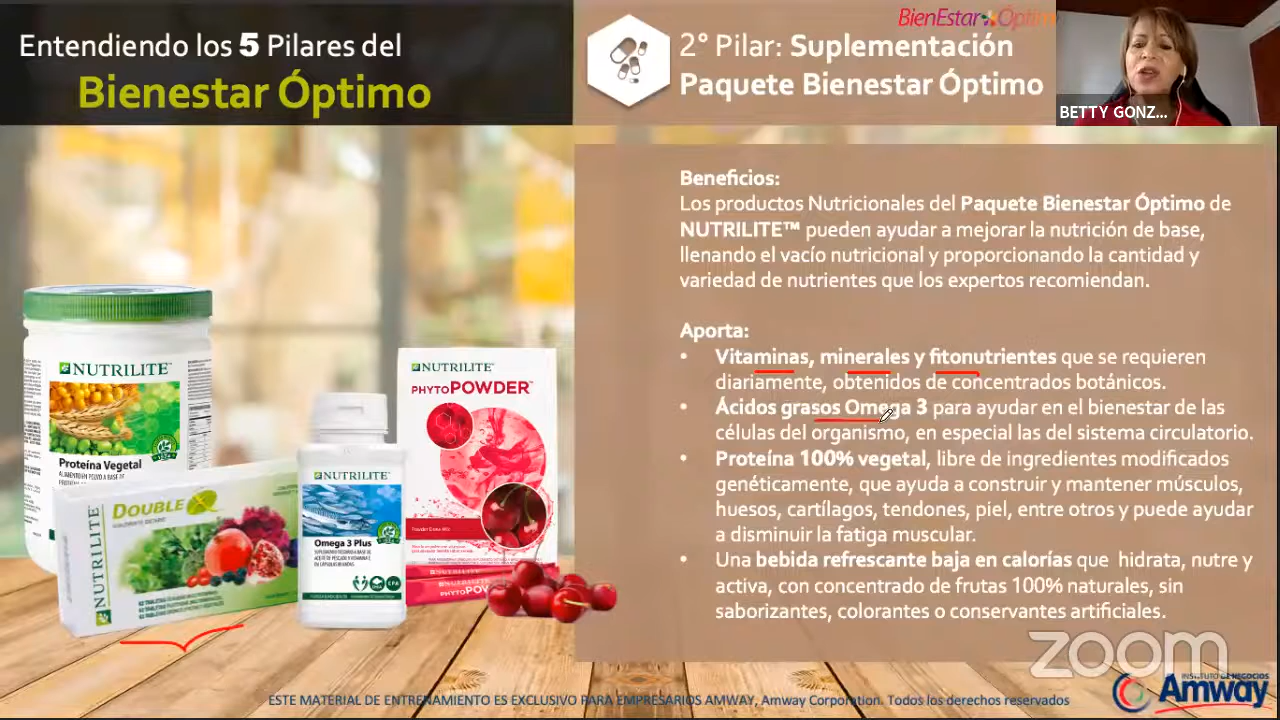 Entendiendo los 5 Pilares del
Bienestar Óptimo
2° Pilar: Suplementación
Paquete Bienestar Óptimo
BETTY GONZ...
Beneficios:
Los productos Nutricionales del Paquete Bienestar Óptimo de
NUTRILITE™ pueden ayudar a mejorar la nutrición de base,
llenando el vacío nutricional y proporcionando la cantidad y
variedad de nutrientes que los expertos recomiendan.
Aporta:
• Vitaminas, minerales y fitonutrientes que se requieren
diariamente, obtenidos de concentrados botánicos.
• Ácidos grasos Omega 3 para ayudar en el bienestar de las
células del organismo, en especial las del sistema circulatorio.
• Proteína 100% vegetal, libre de ingredientes modificados
genéticamente, que ayuda a construir y mantener músculos,
huesos, cartílagos, tendones, piel, entre otros y puede ayudar
a disminuir la fatiga muscular.
• Una bebida refrescante baja en calorías que hidrata, nutre y
activa, con concentrado de frutas 100% naturales, sin
saborizantes, colorantes o conservantes artificiales.
NUTRILITE™
Proteína Vegetal
NUTRILITE
DOUBLE X
NUTRILITE
Omega 3 Plus
NUTRILITE
PHYTOPOWDER™
zoom
INSTITUTO DE NEGOCIOS
Amway
ESTE MATERIAL DE ENTRENAMIENTO ES EXCLUSIVO PARA EMPRESARIOS AMWAY, Amway Corporation. Todos los derechos reservados